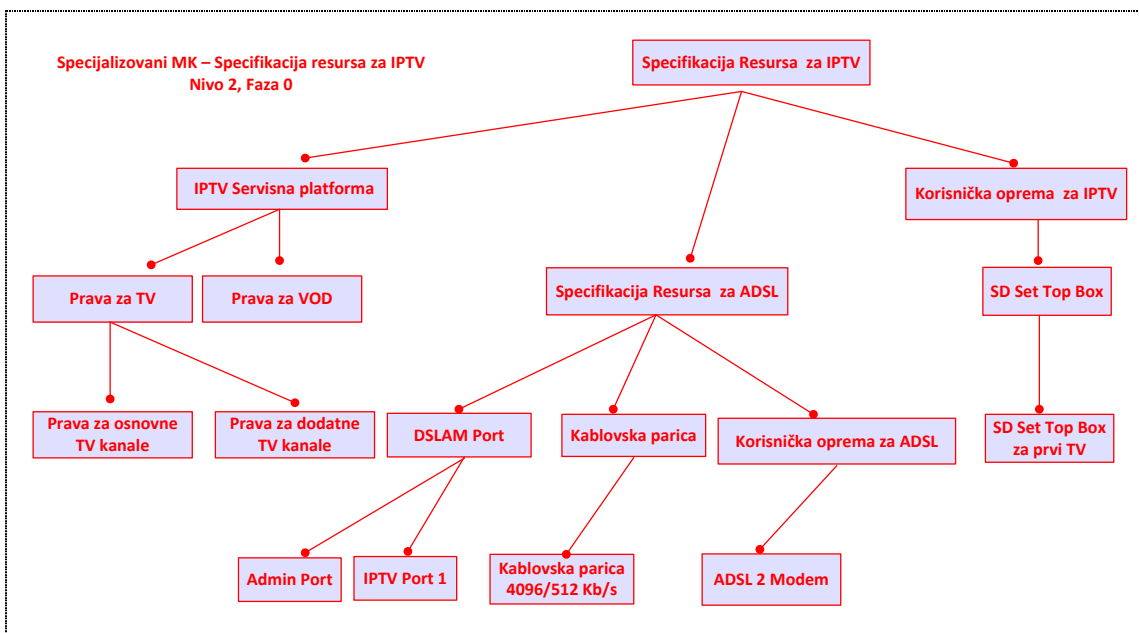 Specijalizovani MK – Specifikacija resursa za IPTV
Nivo 2, Faza 0
Specifikacija Resursa za IPTV
IPTV Servisna platforma
Korisnička oprema za IPTV
Prava za TV
Prava za VOD
Specifikacija Resursa za ADSL
SD Set Top Box
Prava za osnovne
TV kanale
Prava za dodatne
TV kanale
DSLAM Port
Kablovska parica
Korisnička oprema za ADSL
SD Set Top Box
za prvi TV
Admin Port
IPTV Port 1
Kablovska parica
4096/512 Kb/s
ADSL 2 Modem